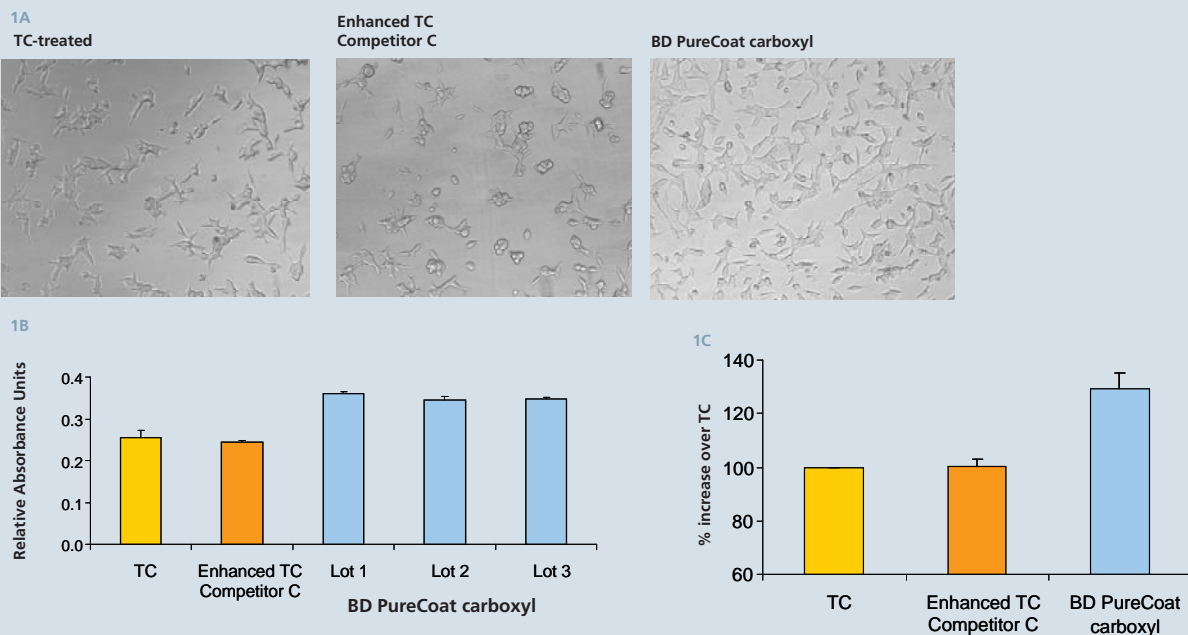 1A
TC-treated
Enhanced TC
Competitor C
BD PureCoat carboxyl
1B
Relative Absorbance Units
0.4
0.3
0.2
0.1
0.0
TC
Enhanced TC
Competitor C
Lot 1
Lot 2
Lot 3
BD PureCoat carboxyl
1C
% increase over TC
140
120
100
80
60
TC
Enhanced TC
Competitor C
BD PureCoat
carboxyl